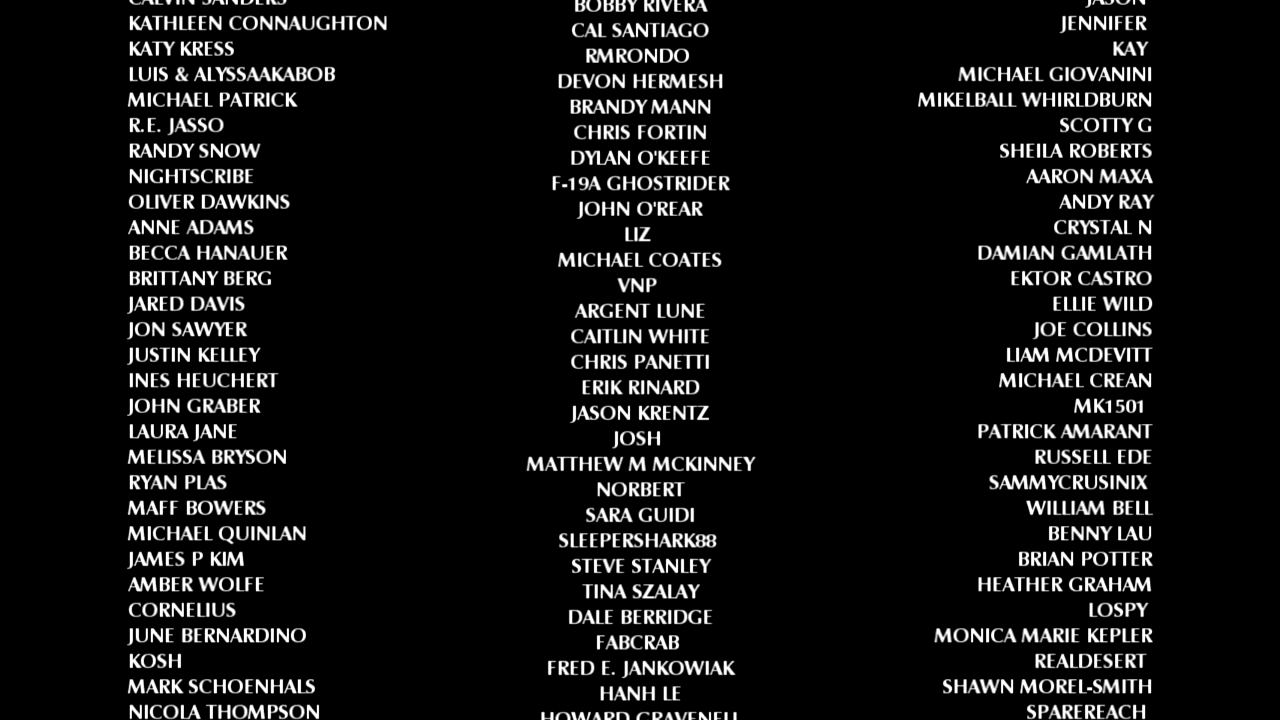 CALVIN SANDERS
KATHLEEN CONNAUGHTON
KATY KRESS
LUIS & ALYSSAAKABOB
MICHAEL PATRICK
R.E. JASSO
RANDY SNOW
NIGHTSCRIBE
OLIVER DAWKINS
ANNE ADAMS
BECCA HANAUER
BRITTANY BERG
JARED DAVIS
JON SAWYER
JUSTIN KELLEY
INES HEUCHERT
JOHN GRABER
LAURA JANE
MELISSA BRYSON
RYAN PLAS
MAFF BOWERS
MICHAEL QUINLAN
JAMES P KIM
AMBER WOLFE
CORNELIUS
JUNE BERNARDINO
KOSH
MARK SCHOENHALS
NICOLA THOMPSON
BOBBY RIVERA
CAL SANTIAGO
RMRONDO
DEVON HERMESH
BRANDY MANN
CHRIS FORTIN
DYLAN O'KEEFE
F-19A GHOSTRIDER
JOHN O'REAR
LIZ
MICHAEL COATES
VNP
ARGENT LUNE
CAITLIN WHITE
CHRIS PANETTI
ERIK RINARD
JASON KRENTZ
JOSH
MATTHEW M MCKINNEY
NORBERT
SARA GUIDI
SLEEPERSHARK88
STEVE STANLEY
TINA SZALAY
DALE BERRIDGE
FABCRAB
FRED E. JANKOWIAK
HANH LE
HOWARD
JASON
JENNIFER
KAY
MICHAEL GIOVANINI
MIKELBALL WHIRLDBURN
SCOTTY G
SHEILA ROBERTS
AARON MAXA
ANDY RAY
CRYSTAL N
DAMIAN GAMLATH
EKTOR CASTRO
ELLIE WILD
JOE COLLINS
LIAM MCDEVITT
MICHAEL CREAN
MK1501
PATRICK AMARANT
RUSSELL EDE
SAMMYCRUSINIX
WILLIAM BELL
BENNY LAU
BRIAN POTTER
HEATHER GRAHAM
LOSPY
MONICA MARIE KEPLER
REALDESERT
SHAWN MOREL-SMITH
SPAREREACH